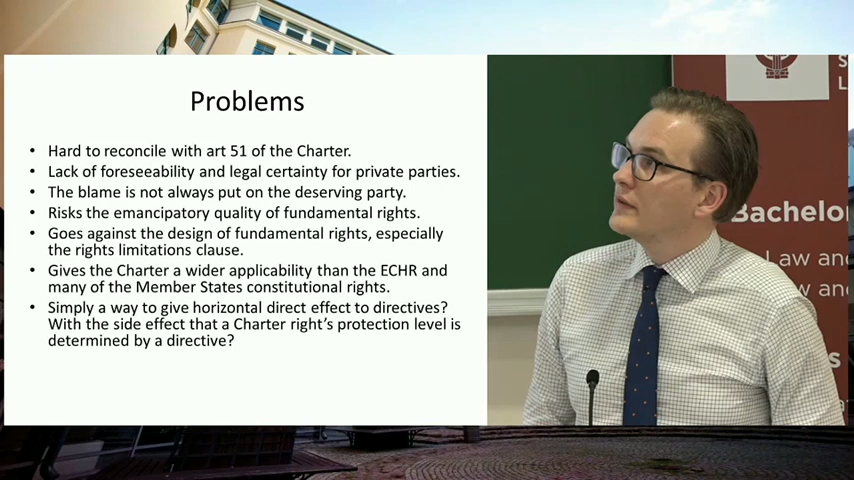 Problems
• Hard to reconcile with art 51 of the Charter.
• Lack of foreseeability and legal certainty for private parties.
• The blame is not always put on the deserving party.
• Risks the emancipatory quality of fundamental rights.
• Goes against the design of fundamental rights, especially
the rights limitations clause.
• Gives the Charter a wider applicability than the ECHR and
many of the Member States constitutional rights.
• Simply a way to give horizontal direct effect to directives?
With the side effect that a Charter right's protection level is
determined by a directive?
S
L
Bachelo
Law and
w an
s